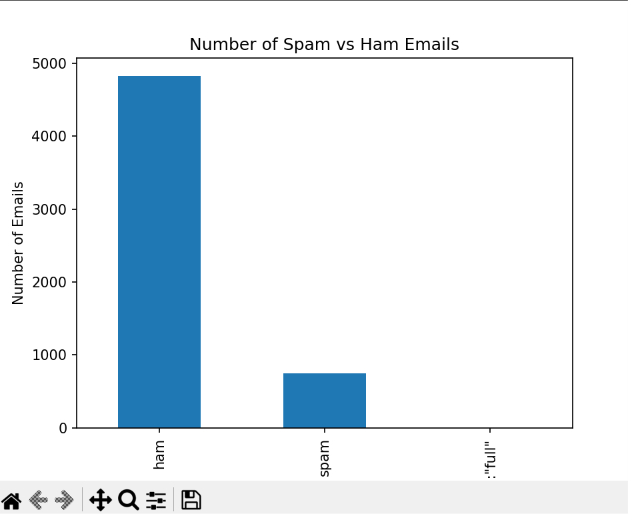 Number of Spam vs Ham Emails
Number of Emails
5000
4000
3000
2000
1000
0
ham
spam
:"full"